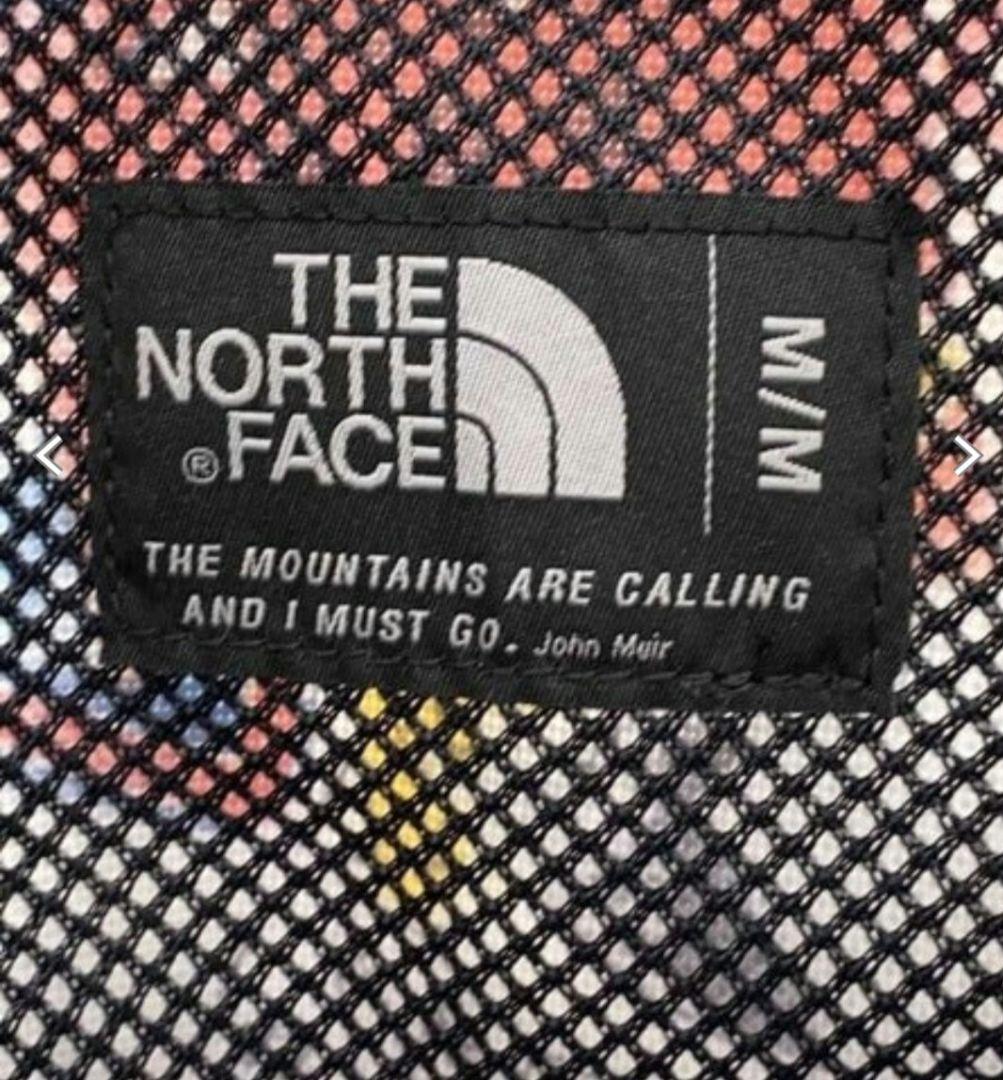 THE
NORTH
®FACE
M/M
THE MOUNTAINS ARE CALLING
AND I MUST GO. John Muir